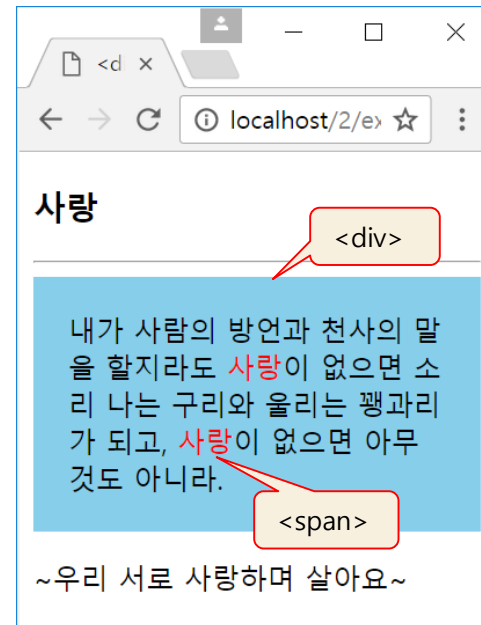 <d
localhost/2/ex
사랑
<div>
내가 사람의 방언과 천사의 말
을 할지라도 사랑이 없으면 소
리 나는 구리와 울리는 꽹과리
가 되고, 사랑이 없으면 아무
것도 아니라.
<span>
~우리 서로 사랑하며 살아요~